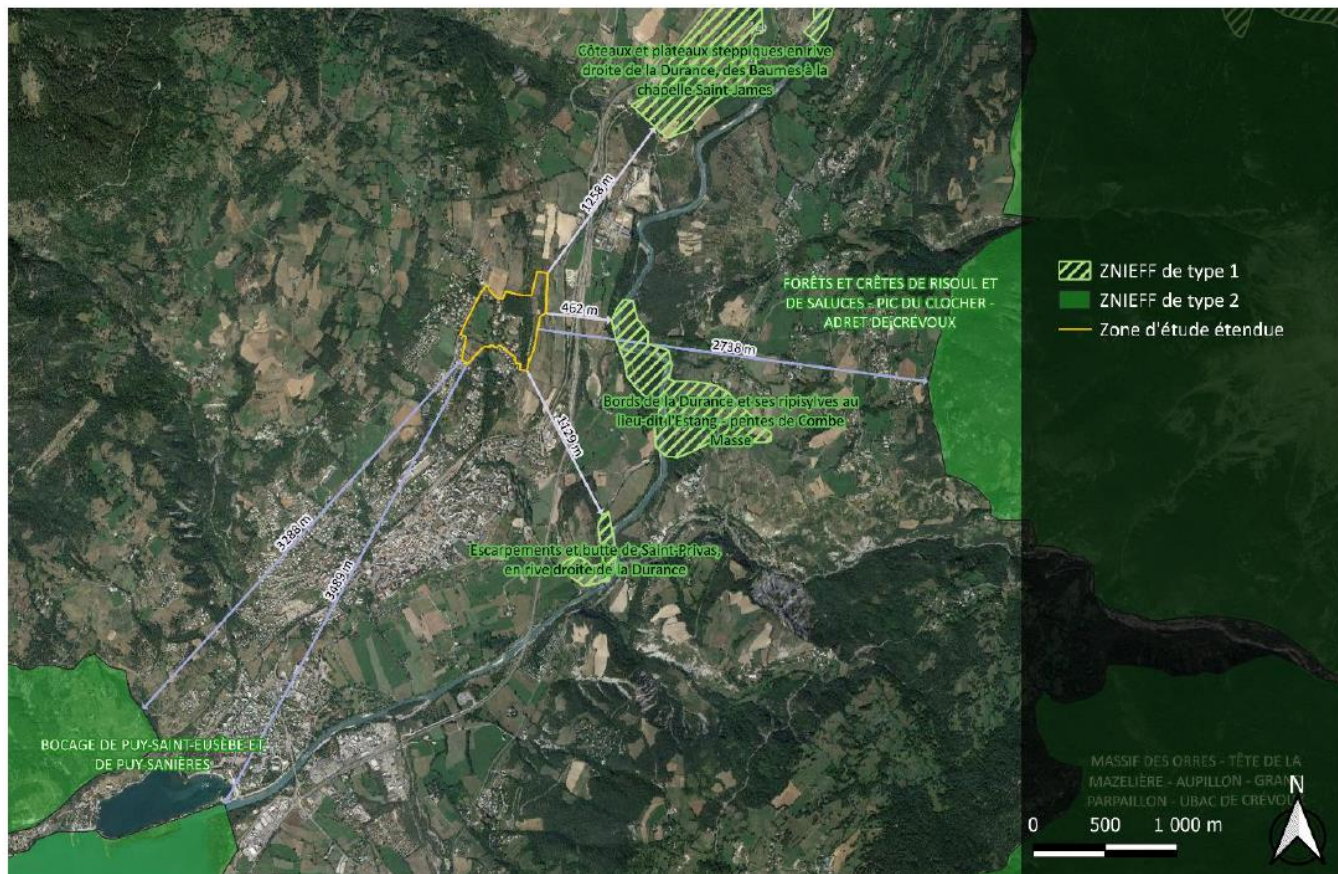 Côteaux et plateaux steppiques en rive
droite de la Durance, des Baumes à la
chapelle Saint-James
1258 m
462 m
2738 m
FORÊTS ET CRÊTES DE RISOUL ET
DE SALUCES - PIC DU CLOCHER -
ADRET DE CRÉVOUX
ZNIEFF de type 1
ZNIEFF de type 2
Zone d'étude étendue
Bords de la Durance et ses ripisylves au
lieu-dit l'Estang - pentes de Combe
Masse
1129 m
3288 m
3489 m
Escarpements et butte de Saint-Privas,
en rive droite de la Durance
BOCAGE DE PUY-SAINT-EUSÈBE ET
DE PUY-SANIÈRES
MASSIF DES ORRES - TÊTE DE LA
MAZELIÈRE - AUPILLON - GRAND
PARPAILLON - UBAC DE CRÉVOUX
N
0 500 1 000 m